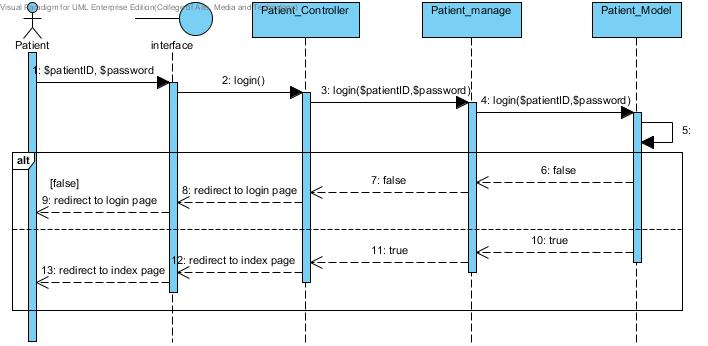 Visual Paradigm for UML Enterprise Edition(College of Arts, Media and Technology)
Patient_Controller
Patient_manage
Patient_Model
Patient
interface
1: $patientID, $password
2: login()
3: login($patientID,$password)
4: login($patientID,$password)
5:
alt
6: false
7: false
[false]
8: redirect to login page
9: redirect to login page
10: true
11: true
12: redirect to index page
13: redirect to index page